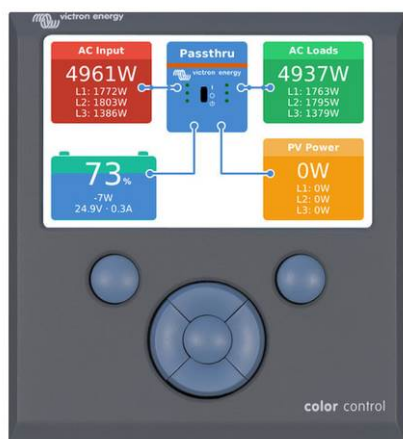 victron energy
AC Input
4961W
L1: 1772W
L2: 1803W
L3: 1386W
Passthru
victron energy
AC Loads
4937W
L1: 1763W
L2: 1795W
L3: 1379W
73%
-7W
24.9V · 0.3A
PV Power
0W
L1: 0W
L2: 0W
L3: 0W
color control